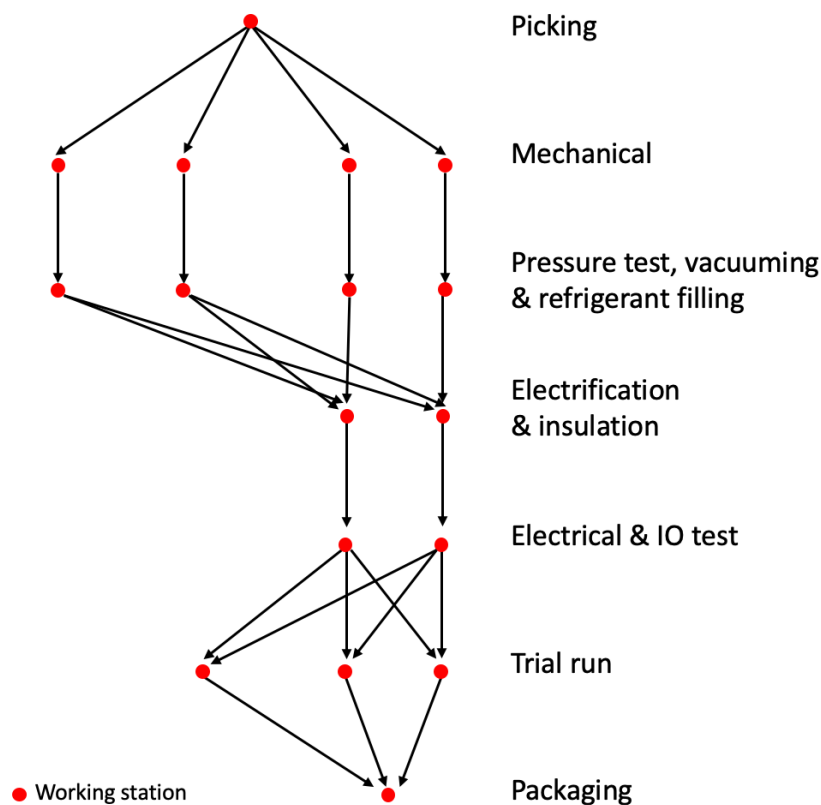 Picking
Mechanical
Pressure test, vacuuming
& refrigerant filling
Electrification
& insulation
Electrical & IO test
Trial run
Working station
Packaging